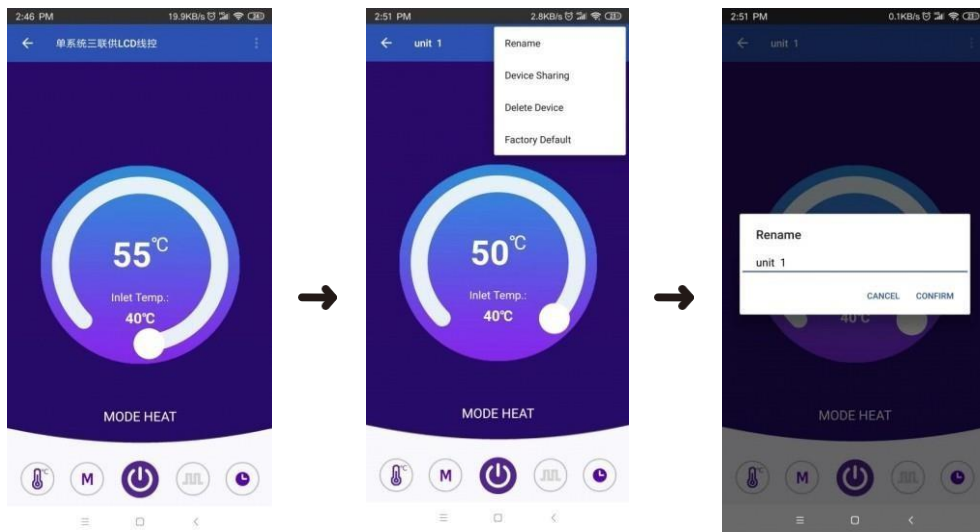 2:46 PM 19.9KB/s
单系统三联供LCD线控
55℃
Inlet Temp.:
40℃
MODE HEAT
℃ M
2:51 PM 2.8KB/s
unit 1
Rename
Device Sharing
Delete Device
Factory Default
50℃
Inlet Temp.:
40℃
MODE HEAT
℃ M
2:51 PM 0.1KB/s
unit 1
Rename
unit 1
CANCEL CONFIRM
40℃
MODE HEAT
℃ M